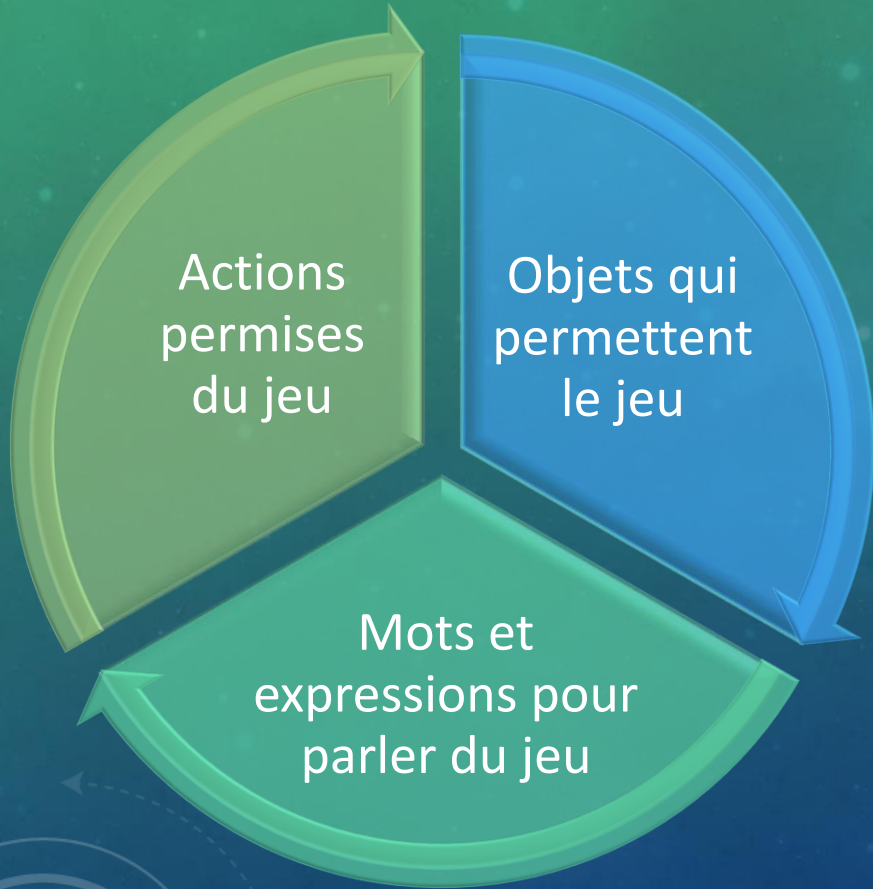 Actions
permises
du jeu
Objets qui
permettent
le jeu
Mots et
expressions pour
parler du jeu